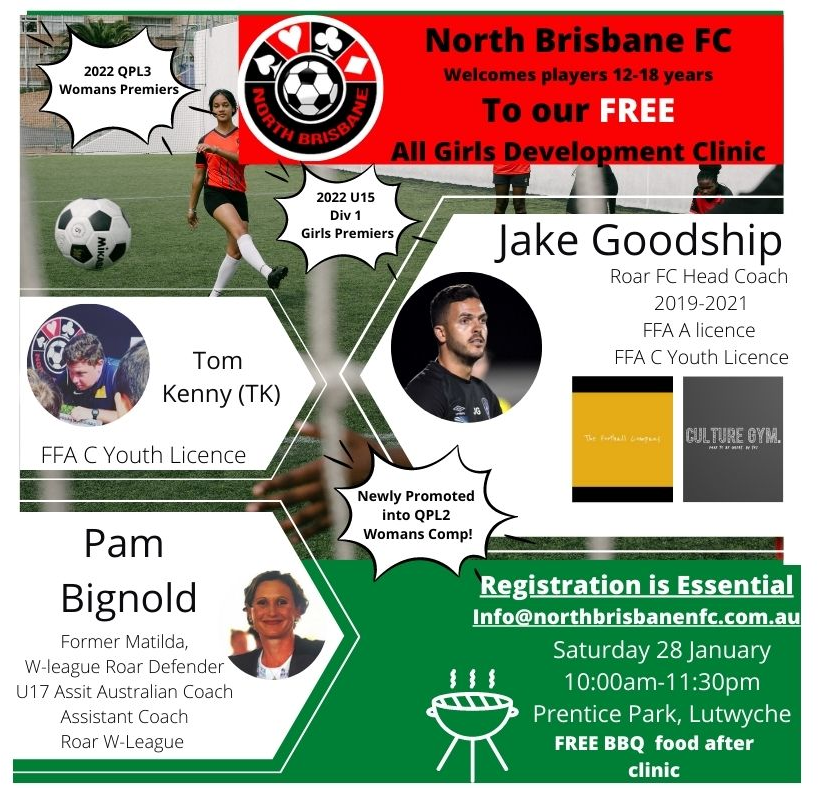 2022 QPL3
Womans Premiers
NORTH BRISBANE
North Brisbane FC
Welcomes players 12-18 years
To our FREE
All Girls Development Clinic
MIKASA
2022 U15
Div 1
Girls Premiers
Jake Goodship
Roar FC Head Coach
2019-2021
FFA A licence
FFA C Youth Licence
JG
The Football Company
CULTURE GYM.
Tom
Kenny (TK)
FFA C Youth Licence
Newly Promoted
into QPL2
Womans Comp!
Pam
Bignold
Former Matilda,
W-league Roar Defender
U17 Assit Australian Coach
Assistant Coach
Roar W-League
Registration is Essential
Info@northbrisbanenfc.com.au
Saturday 28 January
10:00am-11:30pm
Prentice Park, Lutwyche
FREE BBQ food after
clinic